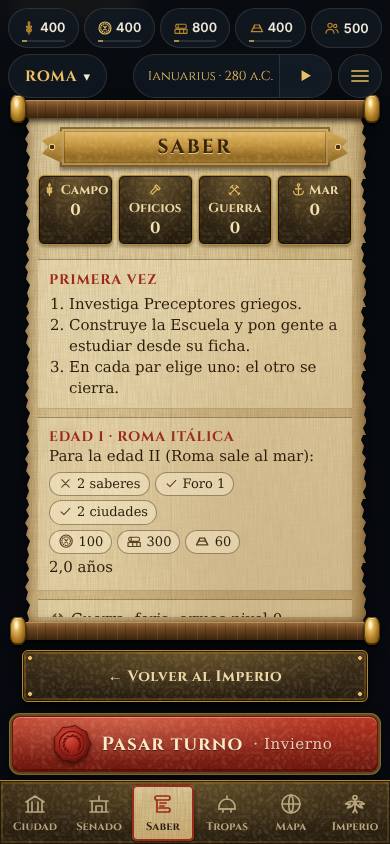 400 400 800 400 500
ROMA ▾ IANUARIUS · 280 A.C.
SABER
CAMPO OFICIOS GUERRA MAR
0 0 0 0
PRIMERA VEZ
1. Investiga Preceptores griegos.
2. Construye la Escuela y pon gente a
estudiar desde su ficha.
3. En cada par elige uno: el otro se
cierra.
EDAD I · ROMA ITÁLICA
Para la edad II (Roma sale al mar):
2 saberes Foro 1
2 ciudades
100 300 60
2,0 años
← VOLVER AL IMPERIO
PASAR TURNO · Invierno
CIUDAD SENADO SABER TROPAS MAPA IMPERIO